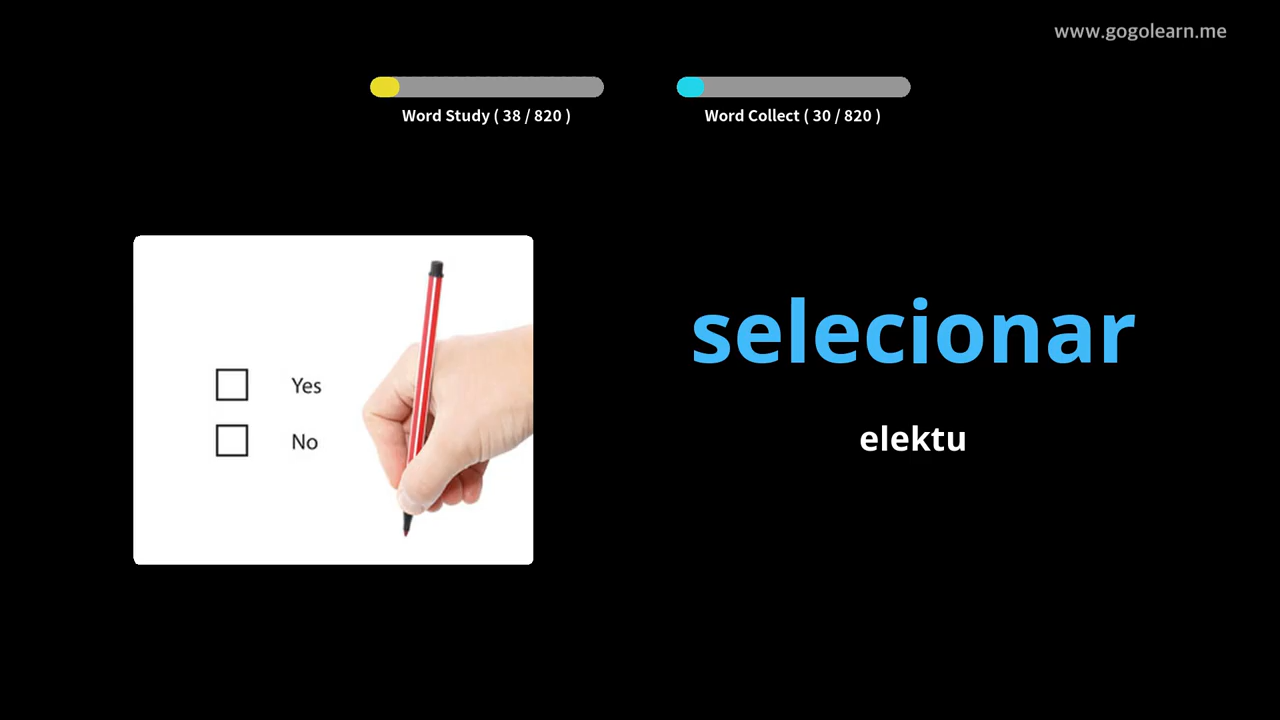 www.gogolearn.me
Word Study ( 38 / 820 )
Word Collect ( 30 / 820 )
Yes
No
selecionar
elektu